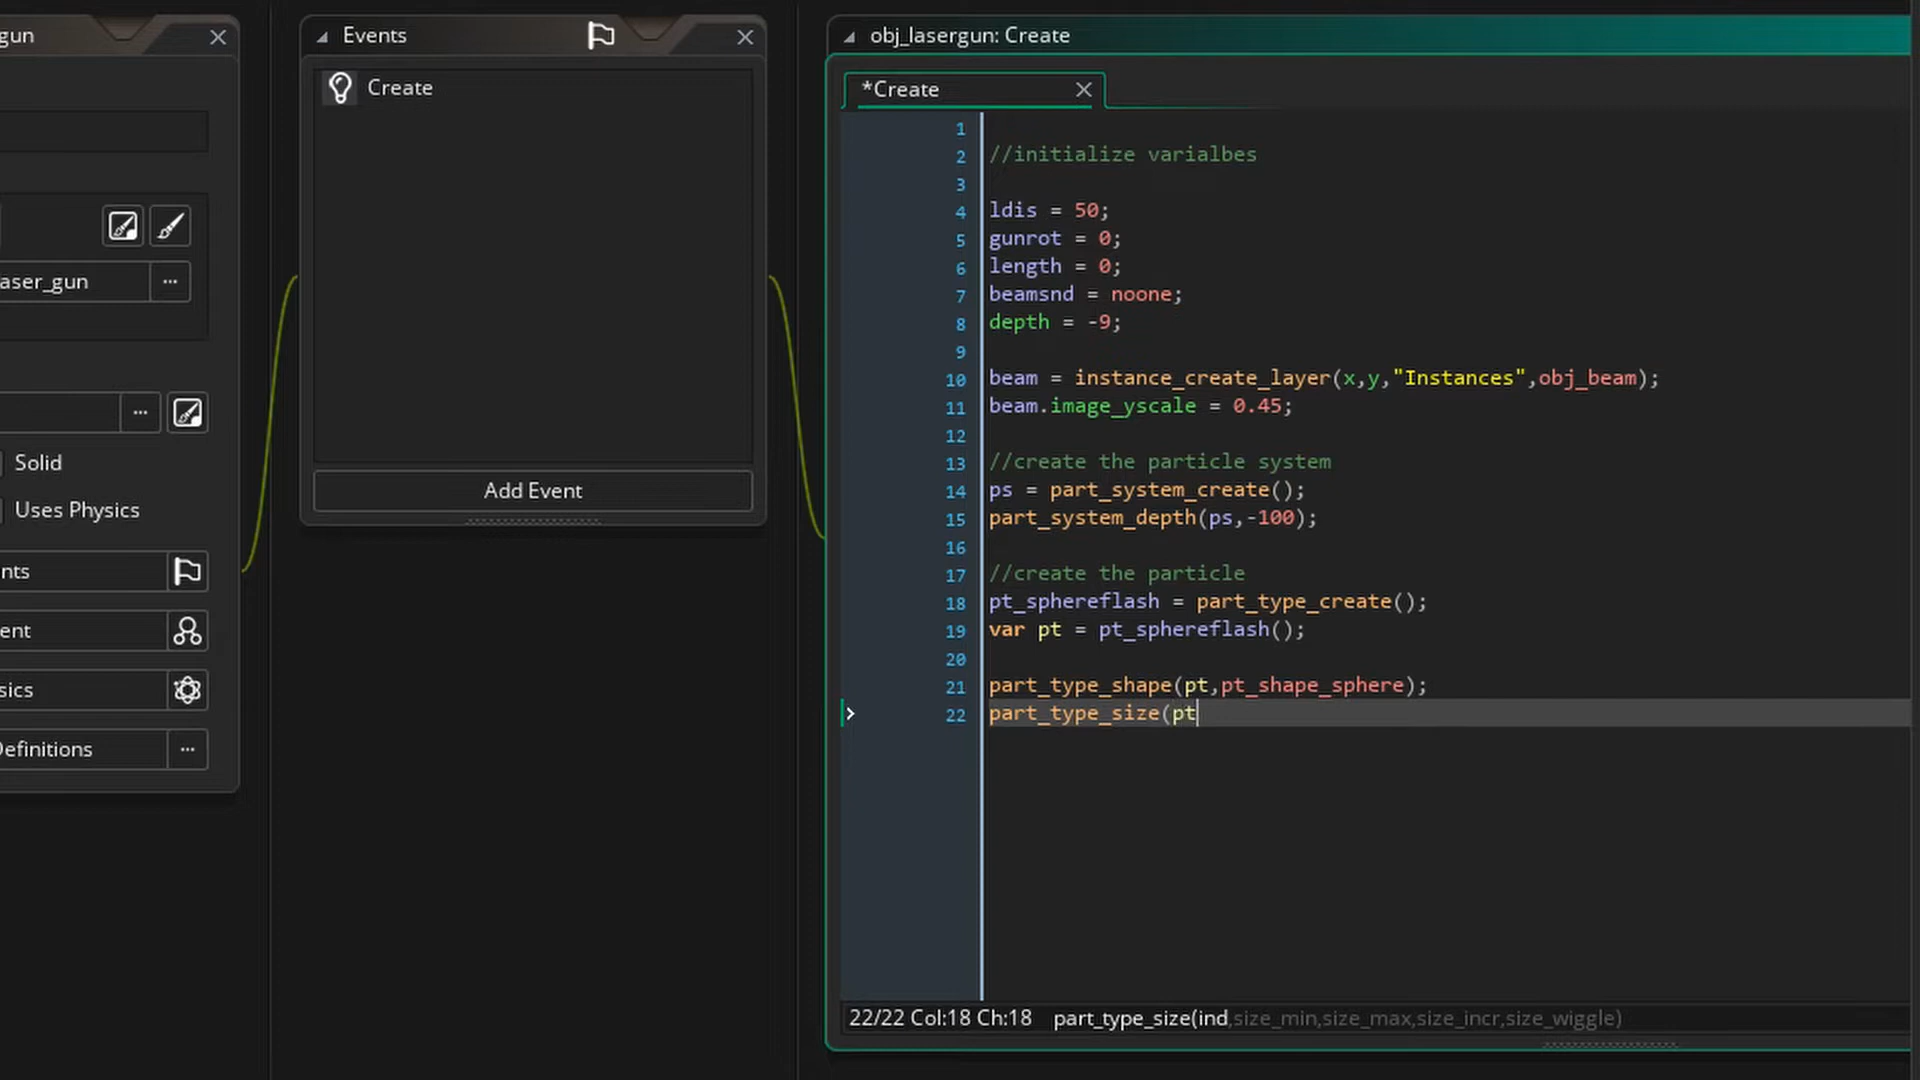 gun
aser_gun
...
...
Solid
Uses Physics
nts
ent
sics
Definitions
...
Events
Create
Add Event
obj_lasergun: Create
*Create
1
2 //initialize varialbes
3
4 ldis = 50;
5 gunrot = 0;
6 length = 0;
7 beamsnd = noone;
8 depth = -9;
9
10 beam = instance_create_layer(x,y,"Instances",obj_beam);
11 beam.image_yscale = 0.45;
12
13 //create the particle system
14 ps = part_system_create();
15 part_system_depth(ps,-100);
16
17 //create the particle
18 pt_sphereflash = part_type_create();
19 var pt = pt_sphereflash();
20
21 part_type_shape(pt,pt_shape_sphere);
22 part_type_size(pt
22/22 Col:18 Ch:18 part_type_size(ind,size_min,size_max,size_incr,size_wiggle)